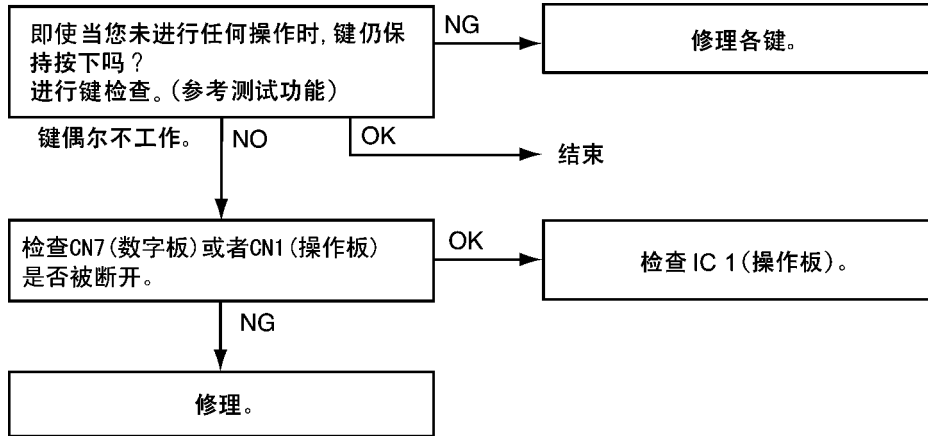 即使当您未进行任何操作时,键仍保
持按下吗?
进行键检查。(参考测试功能)
NG
修理各键。
键偶尔不工作。
NO
OK
结束
检查CN7(数字板)或者CN1(操作板)
是否被断开。
OK
检查 IC 1(操作板)。
NG
修理。